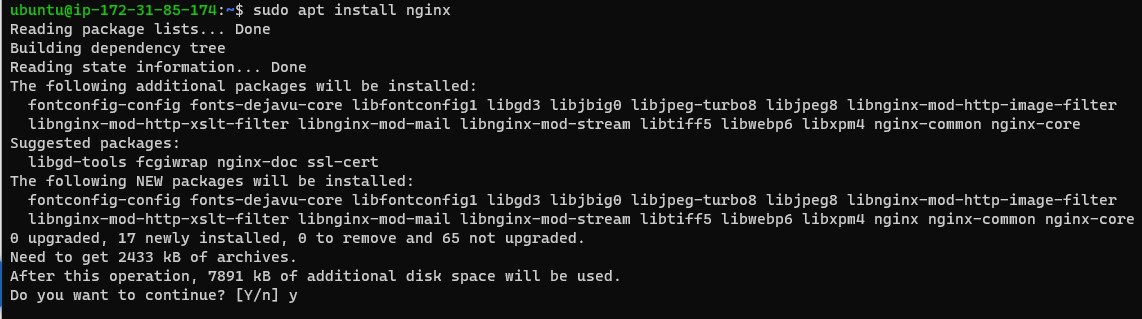 ubuntu@ip-172-31-85-174:~$ sudo apt install nginx
Reading package lists... Done
Building dependency tree
Reading state information... Done
The following additional packages will be installed:
  fontconfig-config fonts-dejavu-core libfontconfig1 libgd3 libjbig0 libjpeg-turbo8 libjpeg8 libnginx-mod-http-image-filter
  libnginx-mod-http-xslt-filter libnginx-mod-mail libnginx-mod-stream libtiff5 libwebp6 libxpm4 nginx-common nginx-core
Suggested packages:
  libgd-tools fcgiwrap nginx-doc ssl-cert
The following NEW packages will be installed:
  fontconfig-config fonts-dejavu-core libfontconfig1 libgd3 libjbig0 libjpeg-turbo8 libjpeg8 libnginx-mod-http-image-filter
  libnginx-mod-http-xslt-filter libnginx-mod-mail libnginx-mod-stream libtiff5 libwebp6 libxpm4 nginx nginx-common nginx-core
0 upgraded, 17 newly installed, 0 to remove and 65 not upgraded.
Need to get 2433 kB of archives.
After this operation, 7891 kB of additional disk space will be used.
Do you want to continue? [Y/n] y